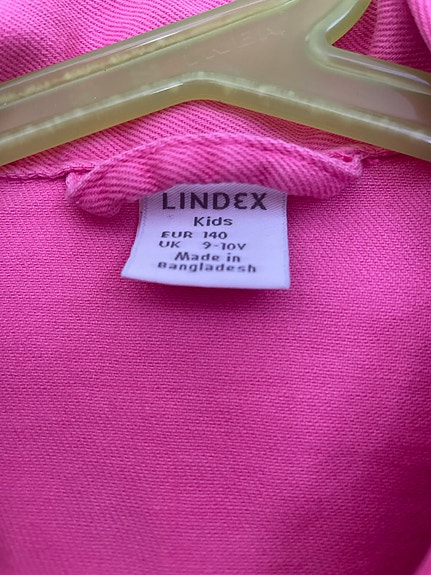 LINDEX
Kids
EUR 140
UK 9-10Y
Made in
Bangladesh